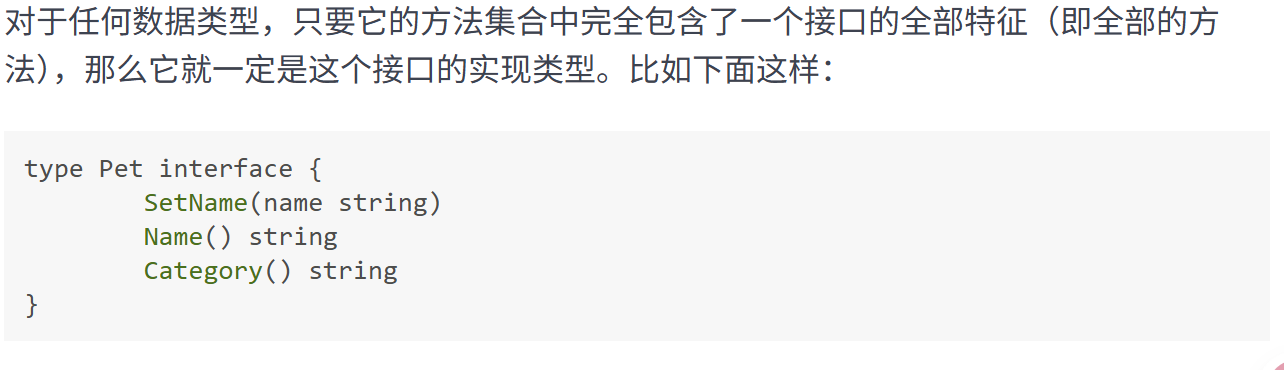 对于任何数据类型，只要它的方法集合中完全包含了一个接口的全部特征（即全部的方
法），那么它就一定是这个接口的实现类型。比如下面这样：
type Pet interface {
        SetName(name string)
        Name() string
        Category() string
}